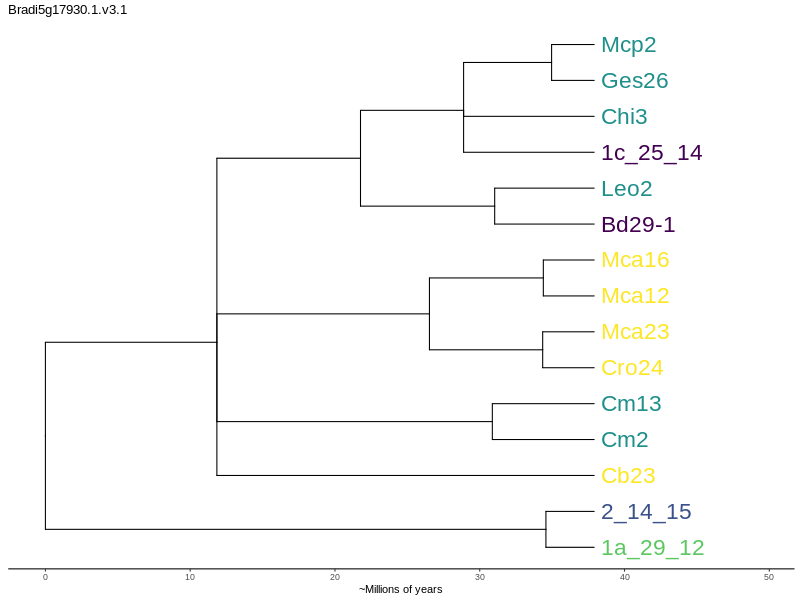 Bradi5g17930.1.v3.1
Mcp2
Ges26
Chi3
1c_25_14
Leo2
Bd29-1
Mca16
Mca12
Mca23
Cro24
Cm13
Cm2
Cb23
2_14_15
1a_29_12
0 10 20 30 40 50
~Millions of years